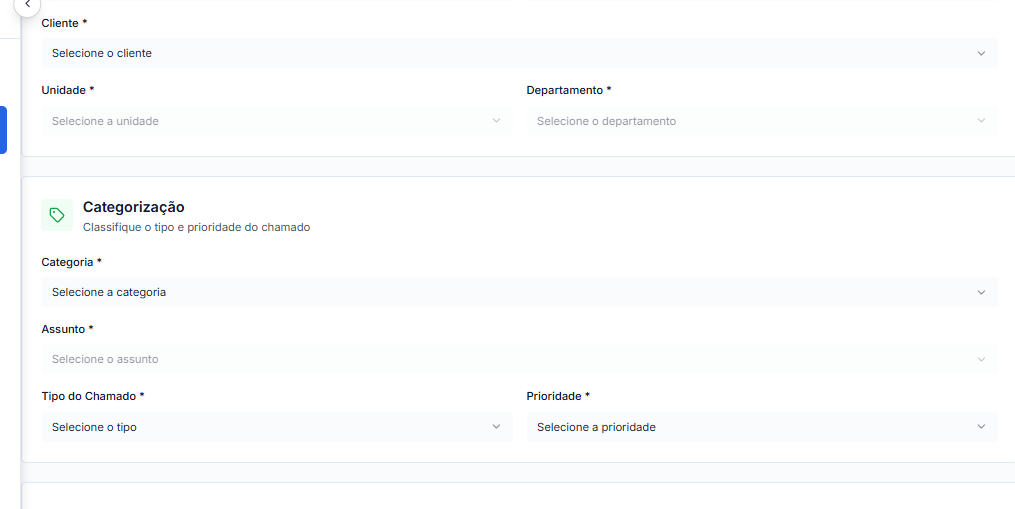 Cliente *
Selecione o cliente
Unidade * Departamento *
Selecione a unidade Selecione o departamento
Categorização
Classifique o tipo e prioridade do chamado
Categoria *
Selecione a categoria
Assunto *
Selecione o assunto
Tipo do Chamado * Prioridade *
Selecione o tipo Selecione a prioridade